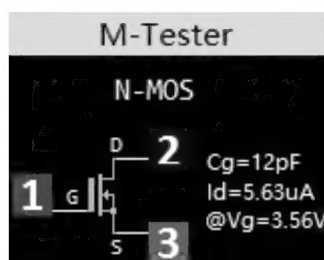 M-Tester
N-MOS
D 2
Cg=12pF
1 G
Id=5.63uA
@Vg=3.56V
S 3